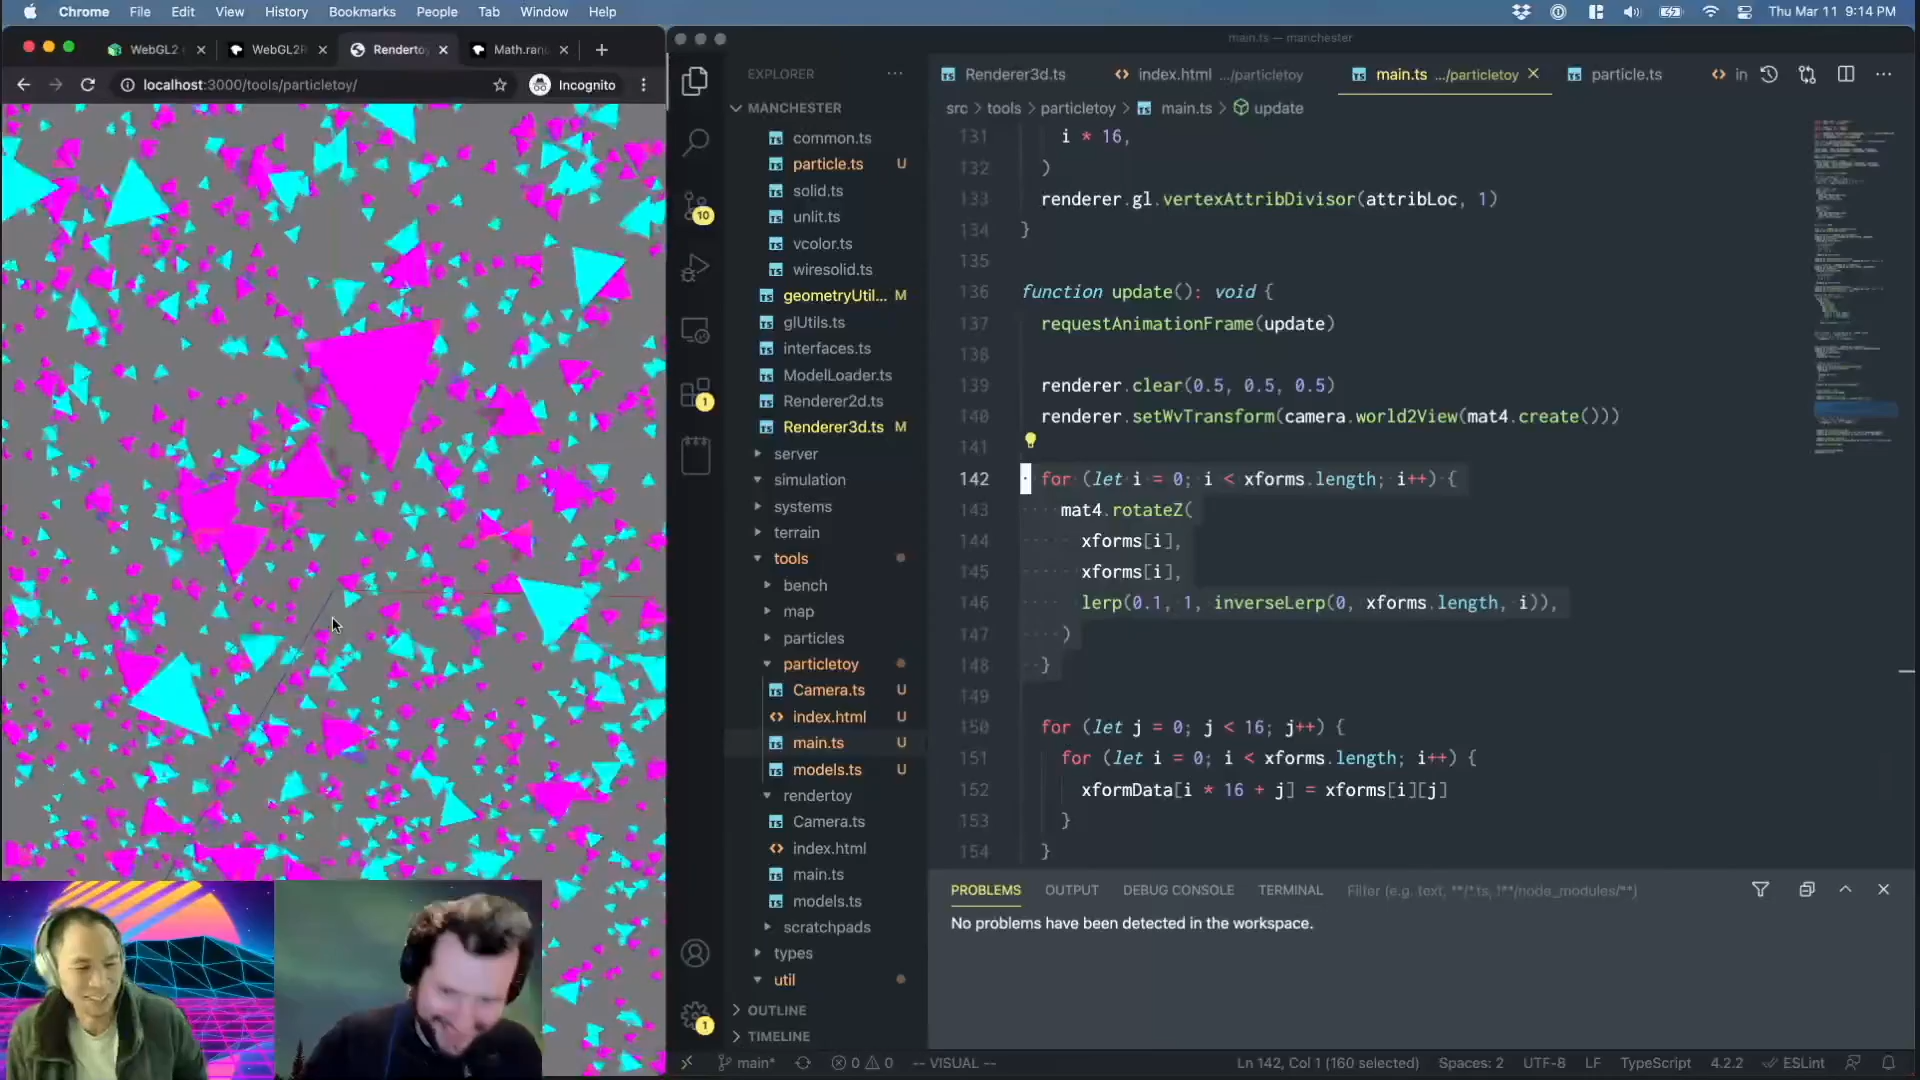 Chrome File Edit View History Bookmarks People Tab Window Help
Thu Mar 11 9:14 PM
WebGL2
WebGL2R
Renderto
Math.ran
localhost:3000/tools/particletoy/
Incognito
main.ts — manchester
EXPLORER
MANCHESTER
common.ts
particle.ts U
solid.ts
unlit.ts
vcolor.ts
wiresolid.ts
geometryUtil... M
glUtils.ts
interfaces.ts
ModelLoader.ts
Renderer2d.ts
Renderer3d.ts M
server
simulation
systems
terrain
tools
bench
map
particles
particletoy
Camera.ts U
index.html U
main.ts U
models.ts U
rendertoy
Camera.ts
index.html
main.ts
models.ts
scratchpads
types
util
OUTLINE
TIMELINE
10
1
1
Renderer3d.ts
index.html .../particletoy
main.ts .../particletoy
particle.ts
in
src > tools > particletoy > main.ts > update
131 i * 16,
132 )
133 renderer.gl.vertexAttribDivisor(attribLoc, 1)
134 }
135
136 function update(): void {
137 requestAnimationFrame(update)
138
139 renderer.clear(0.5, 0.5, 0.5)
140 renderer.setWvTransform(camera.world2View(mat4.create()))
141
142 for (let i = 0; i < xforms.length; i++) {
143 mat4.rotateZ(
144 xforms[i],
145 xforms[i],
146 lerp(0.1, 1, inverseLerp(0, xforms.length, i)),
147 )
148 }
149
150 for (let j = 0; j < 16; j++) {
151 for (let i = 0; i < xforms.length; i++) {
152 xformData[i * 16 + j] = xforms[i][j]
153 }
154 }
PROBLEMS OUTPUT DEBUG CONSOLE TERMINAL
Filter (e.g. text, **/*.ts, !**/node_modules/**)
No problems have been detected in the workspace.
main* 0 0 -- VISUAL --
Ln 142, Col 1 (160 selected) Spaces: 2 UTF-8 LF TypeScript 4.2.2 ESLint